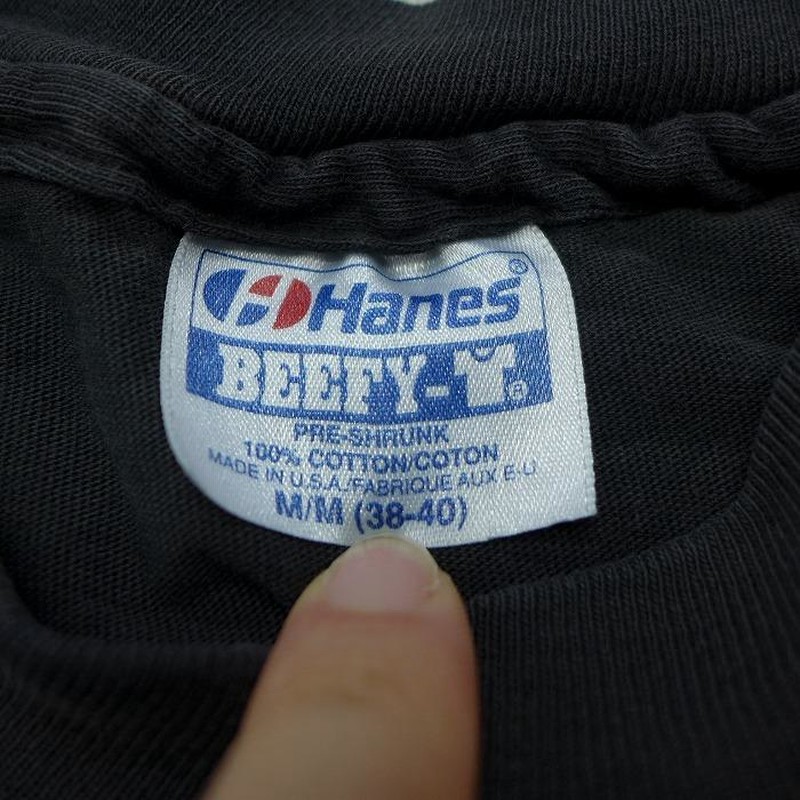 Hanes®
BEEFY-T®
PRE-SHRUNK
100% COTTON/COTON
MADE IN U.S.A./FABRIQUE AUX E-U
M/M (38-40)